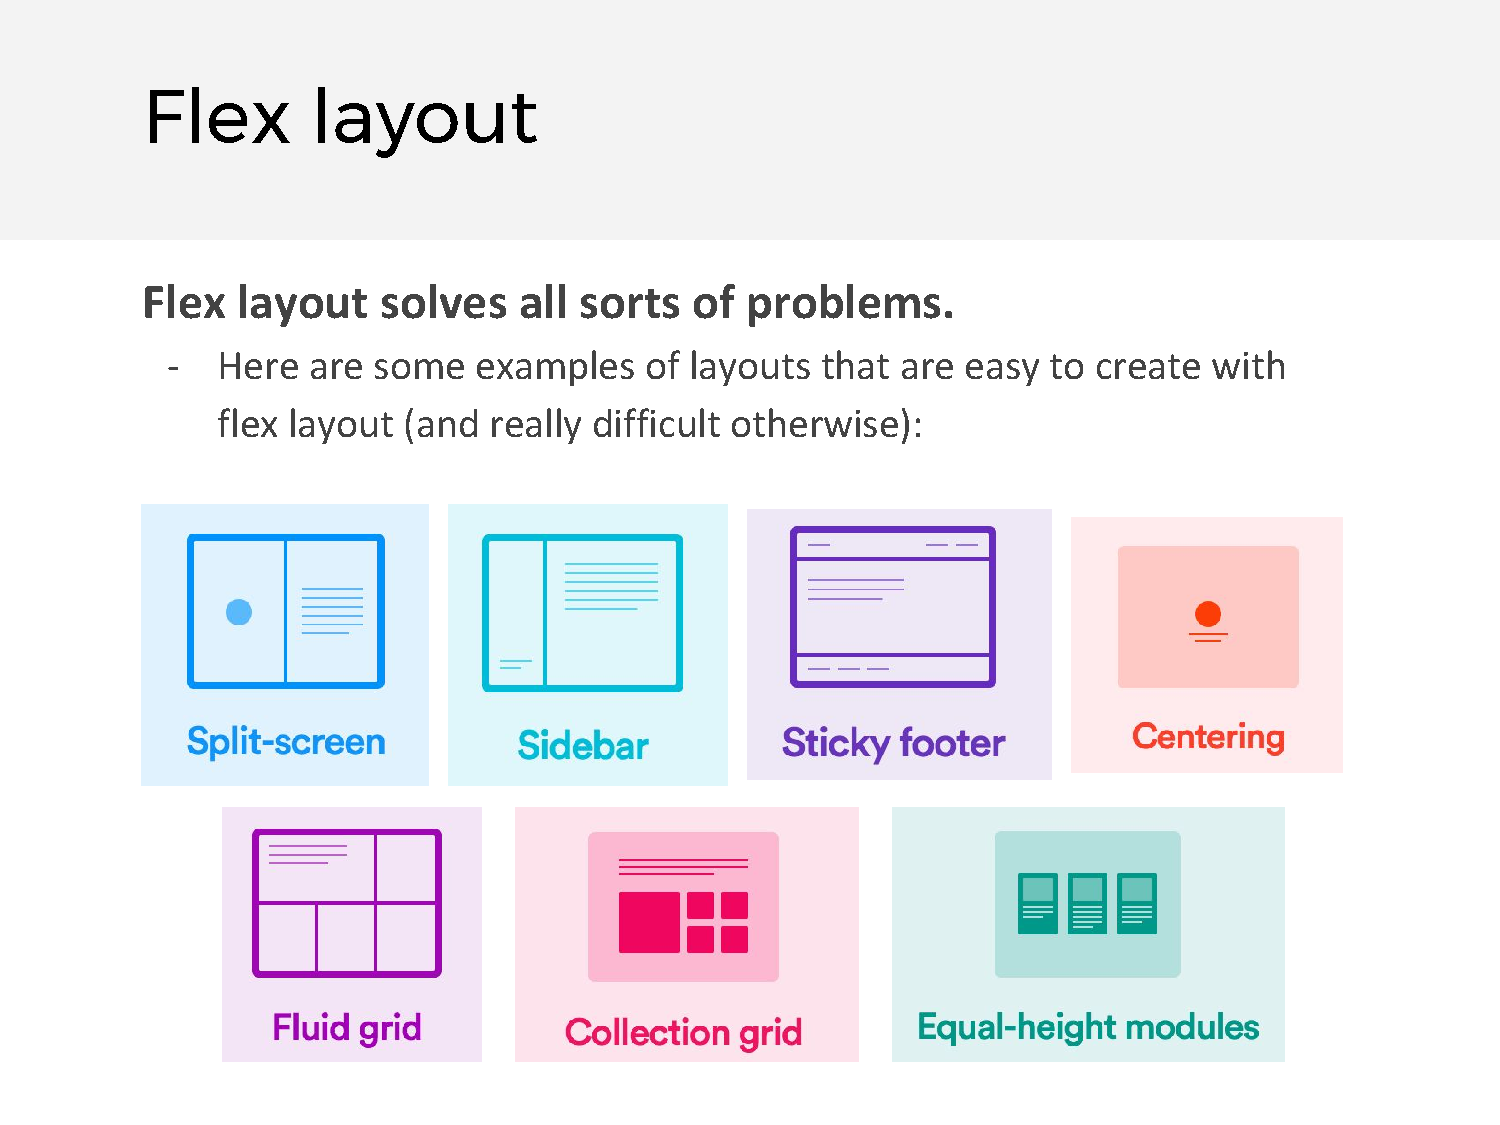 Flex layout
Flex layout solves all sorts of problems.
- Here are some examples of layouts that are easy to create with
flex layout (and really difficult otherwise):
Split-screen
Sidebar
Sticky footer
Centering
Fluid grid
Collection grid
Equal-height modules